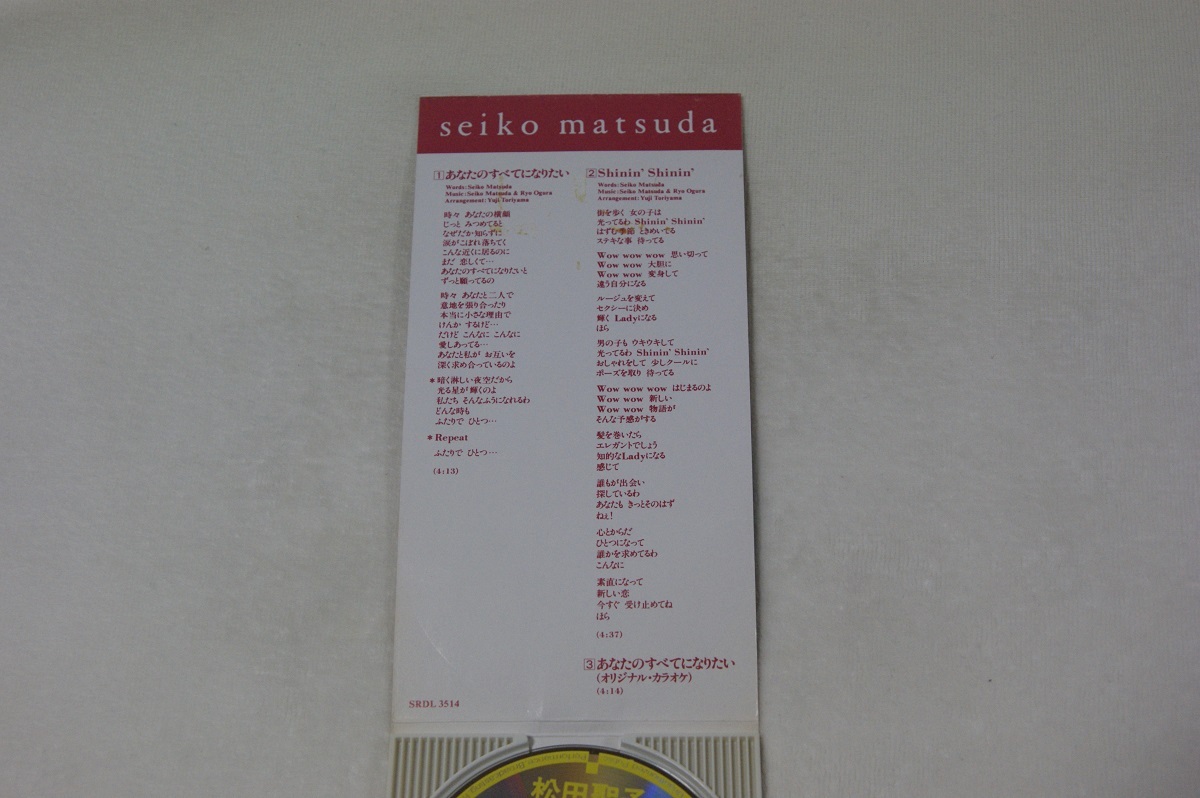 seiko matsuda
1 あなたのすべてになりたい
Words:Seiko Matsuda
Music:Seiko Matsuda & Ryo Ogura
Arrangement:Yuji Toriyama
時々 あなたの横顔
じっと みつめてると
なぜだか知らずに
涙がこぼれ落ちてく
こんな近くに居るのに
まだ 恋しくて…
あなたのすべてになりたいと
ずっと願ってるの
時々 あなたと二人で
意地を張り合ったり
本当に小さな理由で
けんか するけど…
だけど こんなに こんなに
愛しあってる…
あなたと私が お互いを
深く求め合っているのよ
*暗く淋しい夜空だから
光る星が輝くのよ
私たち そんなふうになれるわ
どんな時も
ふたりで ひとつ…
*Repeat
ふたりで ひとつ…
(4:13)
2 Shinin' Shinin'
Words:Seiko Matsuda
Music:Seiko Matsuda & Ryo Ogura
Arrangement:Yuji Toriyama
街を歩く 女の子は
光ってるわ Shinin' Shinin'
はずむ季節 ときめいてる
ステキな事 待ってる
Wow wow wow 思い切って
Wow wow 大胆に
Wow wow 変身して
違う自分になる
ルージュを変えて
セクシーに決め
輝く Ladyになる
ほら
男の子も ウキウキして
光ってるわ Shinin' Shinin'
おしゃれをして 少しクールに
ポーズを取り 待ってる
Wow wow wow はじまるのよ
Wow wow 新しい
Wow wow 物語が
そんな予感がする
髪を巻いたら
エレガントでしょう
知的なLadyになる
感じて
誰もが出会い
探しているわ
あなたも きっとそのはず
ねぇ!
心とからだ
ひとつになって
誰かを求めてるわ
こんなに
素直になって
新しい恋
今すぐ 受け止めてね
ほら
(4:37)
3 あなたのすべてになりたい
(オリジナル・カラオケ)
(4:14)
SRDL 3514
松田聖子